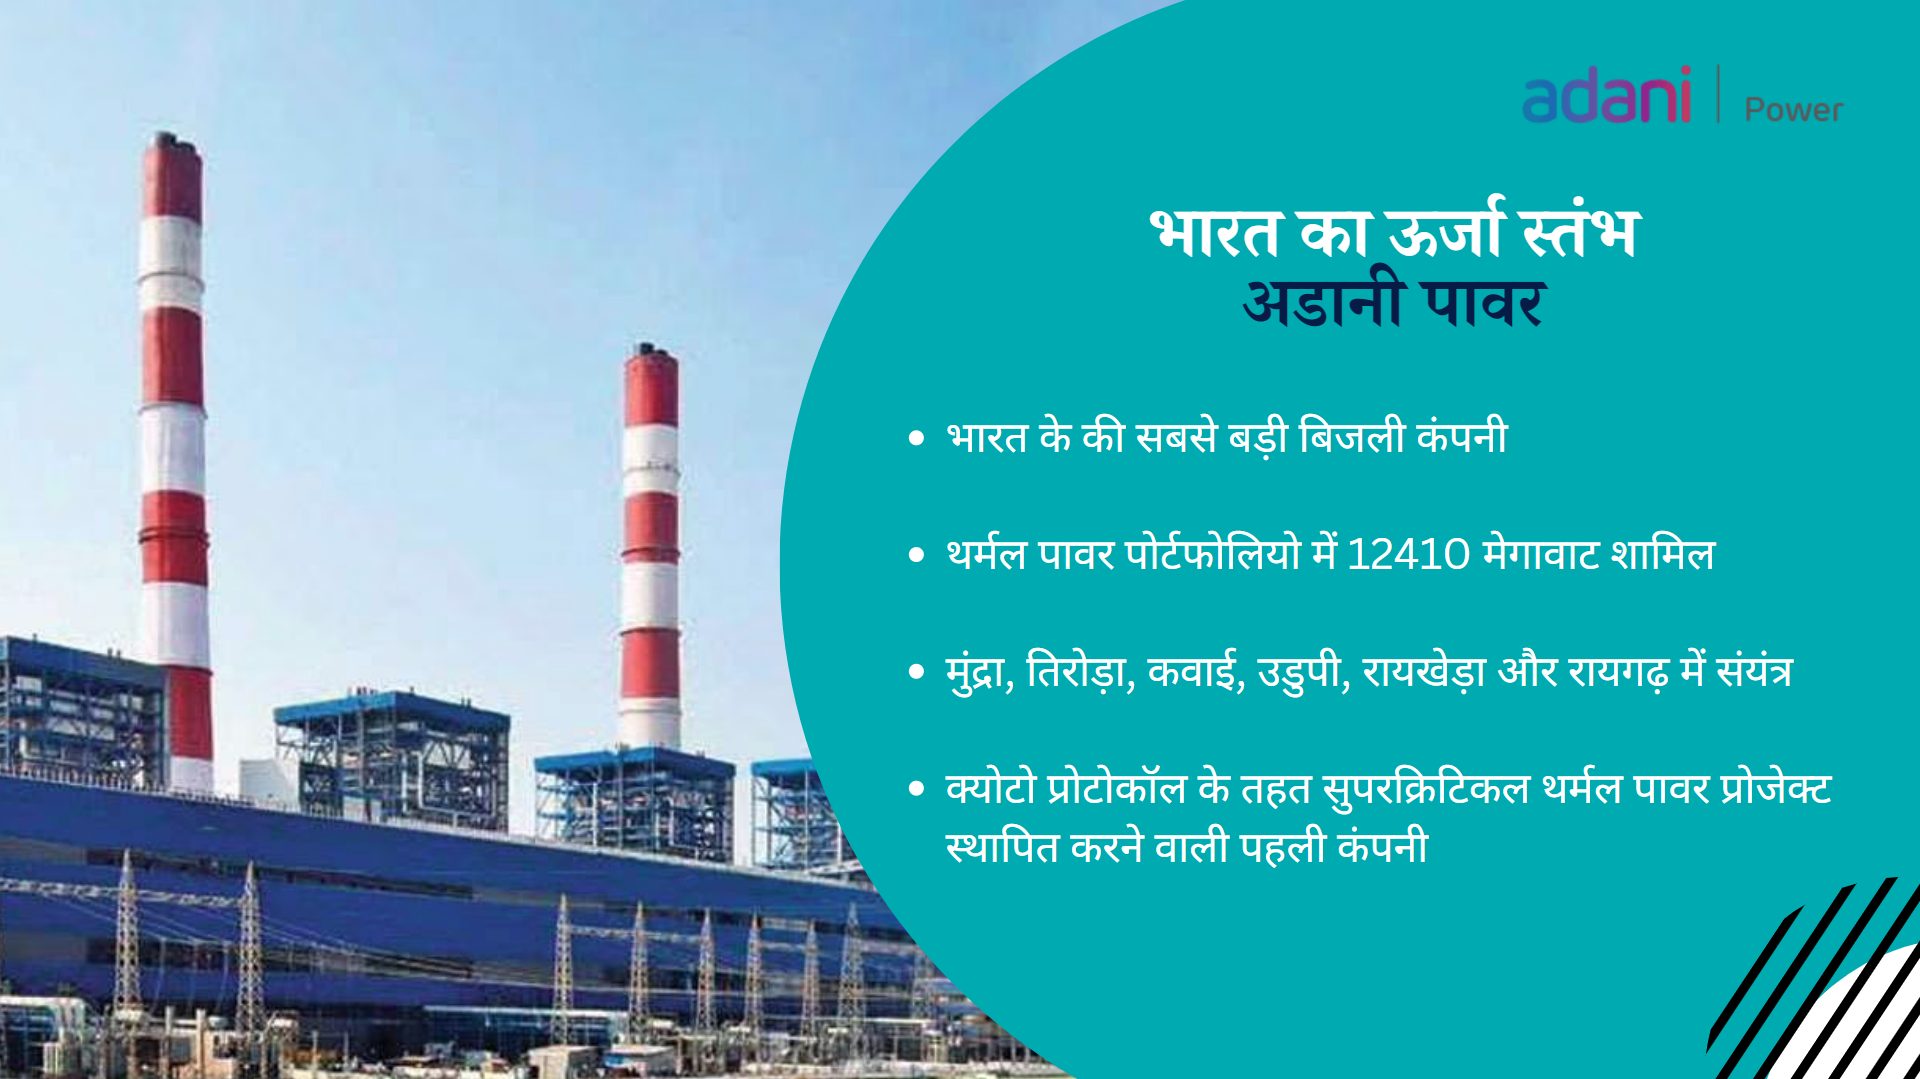 adani | Power
भारत का ऊर्जा स्तंभ
अडानी पावर
• भारत के की सबसे बड़ी बिजली कंपनी
• थर्मल पावर पोर्टफोलियो में 12410 मेगावाट शामिल
• मुंद्रा, तिरोड़ा, कवाई, उडुपी, रायखेड़ा और रायगढ़ में संयंत्र
• क्योटो प्रोटोकॉल के तहत सुपरक्रिटिकल थर्मल पावर प्रोजेक्ट
स्थापित करने वाली पहली कंपनी